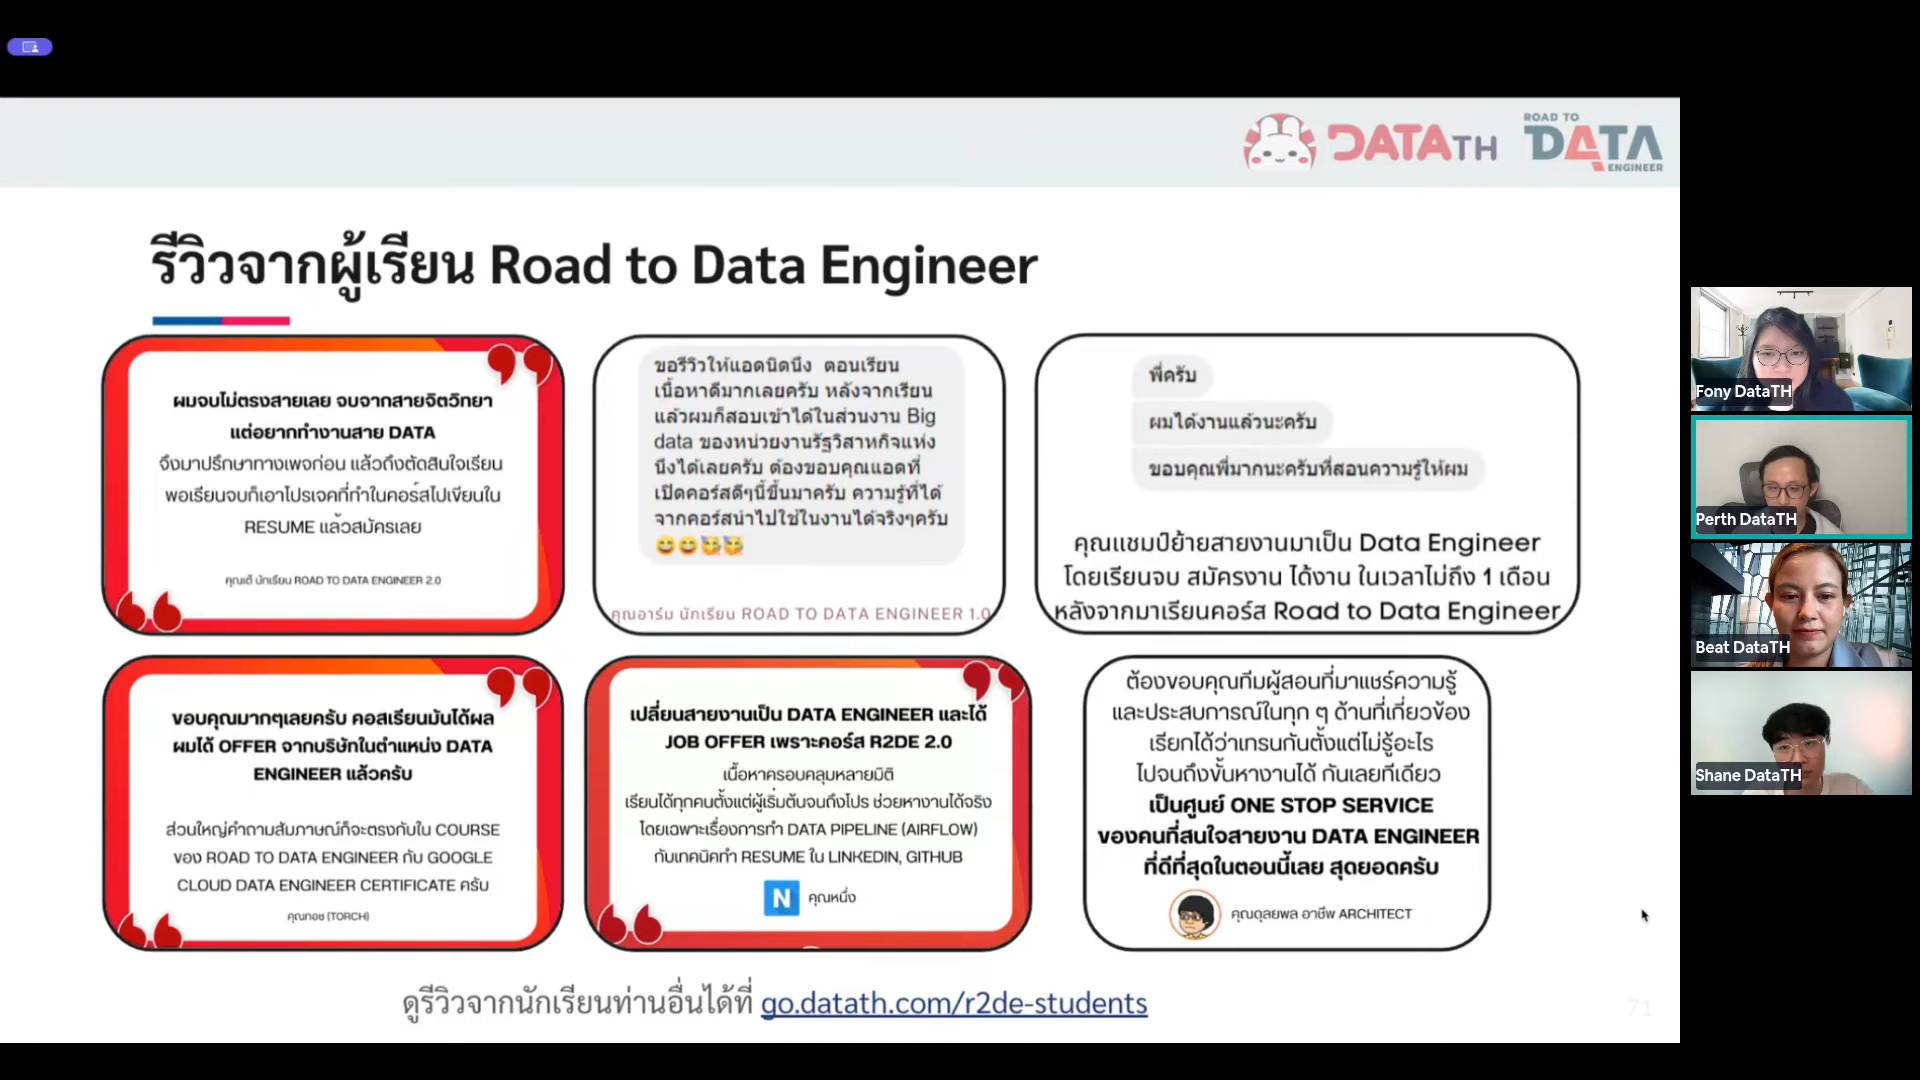 DATATH
ROAD TO
DATA
ENGINEER
รีวิวจากผู้เรียน Road to Data Engineer
ผมจบไม่ตรงสายเลย จบจากสายจิตวิทยา
แต่อยากทำงานสาย DATA
จึงมาปรึกษาทางเพจก่อน แล้วถึงตัดสินใจเรียน
พอเรียนจบก็เอาโปรเจคที่ทำในคอร์สไปเขียนใน
RESUME แล้วสมัครเลย
คุณเต้ นักเรียน ROAD TO DATA ENGINEER 2.0
ขอรีวิวให้แอดนิดนึง ตอนเรียน
เนื้อหาดีมากเลยครับ หลังจากเรียน
แล้วผมก็สอบเข้าได้ในส่วนงาน Big
data ของหน่วยงานรัฐวิสาหกิจแห่ง
นึงได้เลยครับ ต้องขอบคุณแอดที่
เปิดคอร์สดีๆนี้ขึ้นมาครับ ความรู้ที่ได้
จากคอร์สนำไปใช้ในงานได้จริงๆครับ
😄😄🥳🥳
คุณอาร์ม นักเรียน ROAD TO DATA ENGINEER 1.0
พี่ครับ
ผมได้งานแล้วนะครับ
ขอบคุณพี่มากนะครับที่สอนความรู้ให้ผม
คุณแชมป์ย้ายสายงานมาเป็น Data Engineer
โดยเรียนจบ สมัครงาน ได้งาน ในเวลาไม่ถึง 1 เดือน
หลังจากมาเรียนคอร์ส Road to Data Engineer
ขอบคุณมากๆเลยครับ คอสเรียนมันได้ผล
ผมได้ OFFER จากบริษัทในตำแหน่ง DATA
ENGINEER แล้วครับ
ส่วนใหญ่คำถามสัมภาษณ์ก็จะตรงกับใน COURSE
ของ ROAD TO DATA ENGINEER กับ GOOGLE
CLOUD DATA ENGINEER CERTIFICATE ครับ
คุณทอช (TORCH)
เปลี่ยนสายงานเป็น DATA ENGINEER และได้
JOB OFFER เพราะคอร์ส R2DE 2.0
เนื้อหาครอบคลุมหลายมิติ
เรียนได้ทุกคนตั้งแต่ผู้เริ่มต้นจนถึงโปร ช่วยหางานได้จริง
โดยเฉพาะเรื่องการทำ DATA PIPELINE (AIRFLOW)
กับเทคนิคทำ RESUME ใน LINKEDIN, GITHUB
N คุณหนึ่ง
ต้องขอบคุณทีมผู้สอนที่มาแชร์ความรู้
และประสบการณ์ในทุก ๆ ด้านที่เกี่ยวข้อง
เรียกได้ว่าเทรนกันตั้งแต่ไม่รู้อะไร
ไปจนถึงขั้นหางานได้ กันเลยทีเดียว
เป็นศูนย์ ONE STOP SERVICE
ของคนที่สนใจสายงาน DATA ENGINEER
ที่ดีที่สุดในตอนนี้เลย สุดยอดครับ
คุณดุลยพล อาชีพ ARCHITECT
ดูรีวิวจากนักเรียนท่านอื่นได้ที่ go.datath.com/r2de-students
71
Fony DataTH
Perth DataTH
Beat DataTH
Shane DataTH